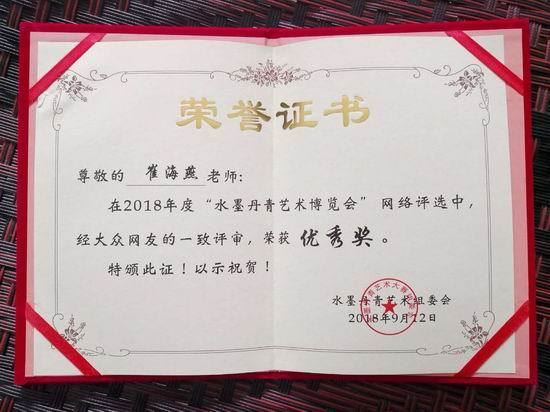 荣誉证书
尊敬的 崔海燕 老师:
在2018年度“水墨丹青艺术博览会”网络评选中,
经大众网友的一致评审,荣获 优秀奖。
特颁此证!以示祝贺!
水墨丹青艺术组委会
2018年9月12日